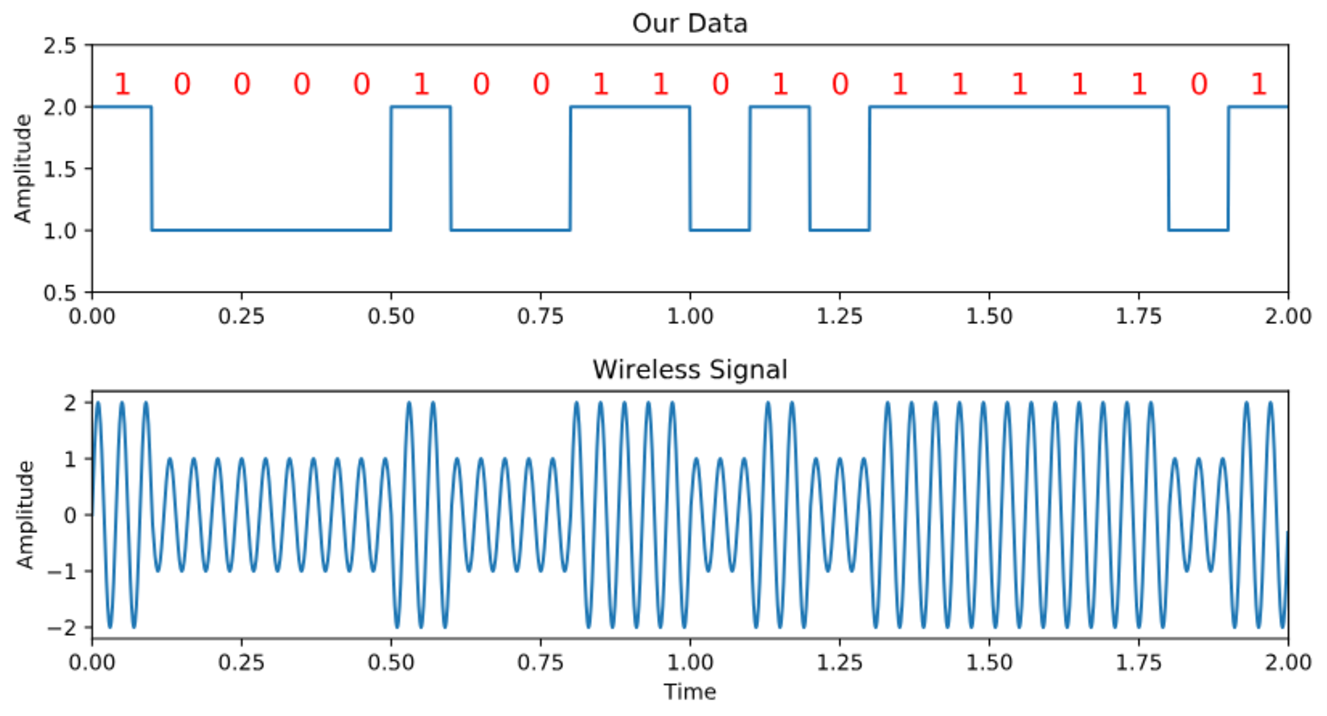 Our Data
2.5
1 0 0 0 0 1 0 0 1 1 0 1 0 1 1 1 1 1 0 1
2.0
1.5
1.0
0.5
Amplitude
0.00 0.25 0.50 0.75 1.00 1.25 1.50 1.75 2.00
Wireless Signal
2
1
0
−1
−2
Amplitude
0.00 0.25 0.50 0.75 1.00 1.25 1.50 1.75 2.00
Time